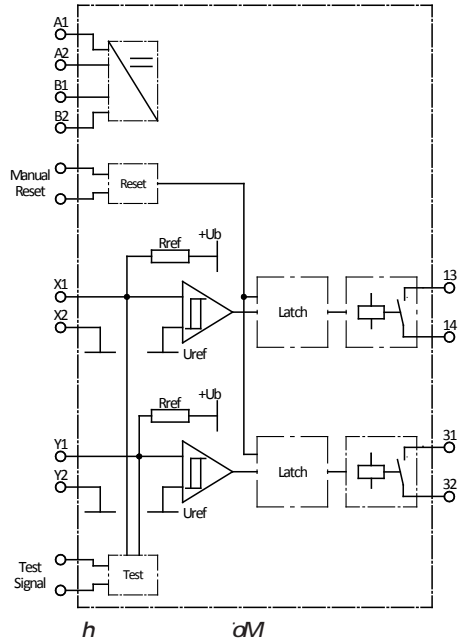 A1
A2
B1
B2
Manual
Reset
Reset
+Ub
Rref
X1
X2
Uref
Latch
13
14
+Ub
Rref
Y1
Y2
Uref
Latch
31
32
Test
Signal
Test